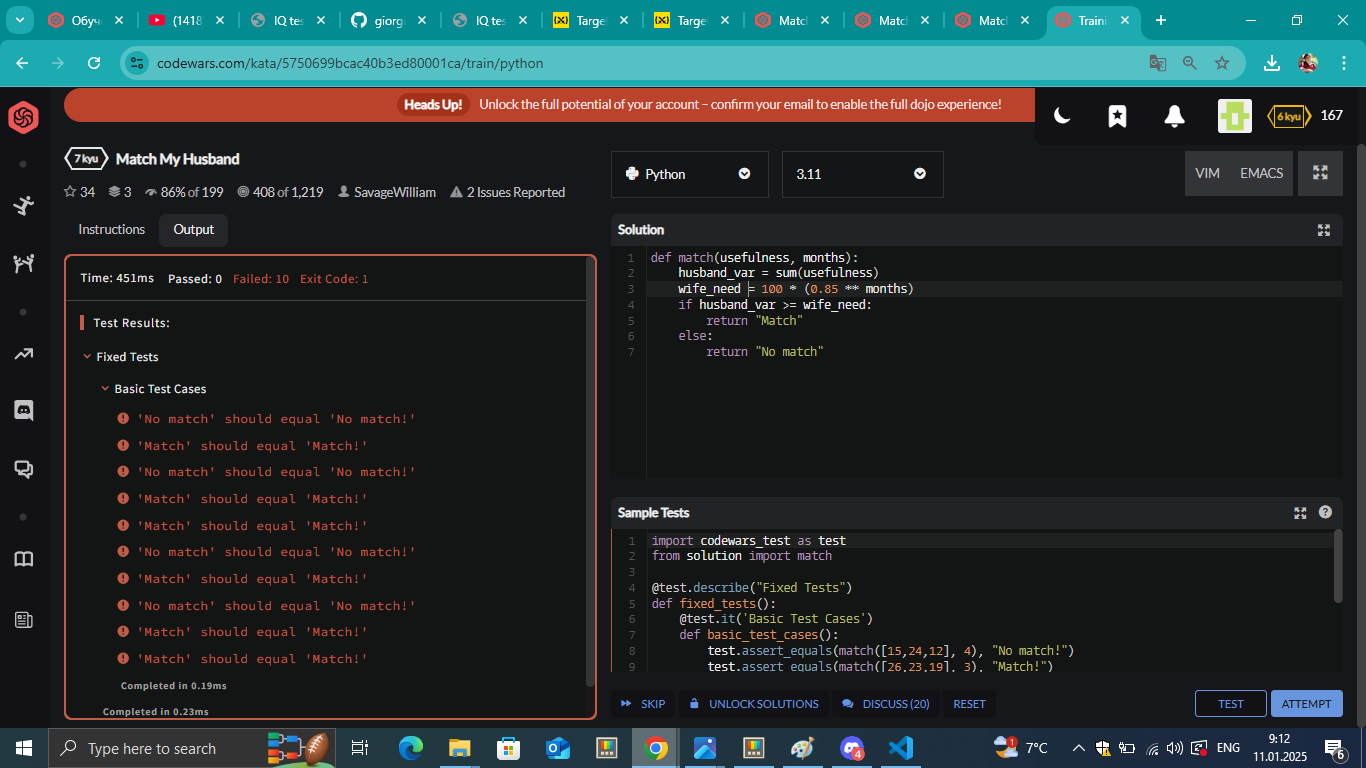 Обуч
(1418
IQ tes
giorgi
IQ tes
Targe
Targe
Match
Match
Match
Traini
codewars.com/kata/5750699bcac40b3ed80001ca/train/python
Heads Up! Unlock the full potential of your account – confirm your email to enable the full dojo experience!
6 kyu 167
7 kyu Match My Husband
34 3 86% of 199 408 of 1,219 SavageWilliam 2 Issues Reported
Python
3.11
VIM EMACS
Instructions Output
Time: 451ms Passed: 0 Failed: 10 Exit Code: 1
Test Results:
Fixed Tests
Basic Test Cases
'No match' should equal 'No match!'
'Match' should equal 'Match!'
'No match' should equal 'No match!'
'Match' should equal 'Match!'
'Match' should equal 'Match!'
'No match' should equal 'No match!'
'Match' should equal 'Match!'
'No match' should equal 'No match!'
'Match' should equal 'Match!'
'Match' should equal 'Match!'
Completed in 0.19ms
Completed in 0.23ms
Solution
1 def match(usefulness, months):
2 husband_var = sum(usefulness)
3 wife_need = 100 * (0.85 ** months)
4 if husband_var >= wife_need:
5 return "Match"
6 else:
7 return "No match"
Sample Tests
1 import codewars_test as test
2 from solution import match
3
4 @test.describe("Fixed Tests")
5 def fixed_tests():
6 @test.it('Basic Test Cases')
7 def basic_test_cases():
8 test.assert_equals(match([15,24,12], 4), "No match!")
9 test.assert_equals(match([26,23,19], 3), "Match!")
SKIP UNLOCK SOLUTIONS DISCUSS (20) RESET
TEST ATTEMPT
Type here to search
1
4
7°C
ENG
9:12
11.01.2025
6